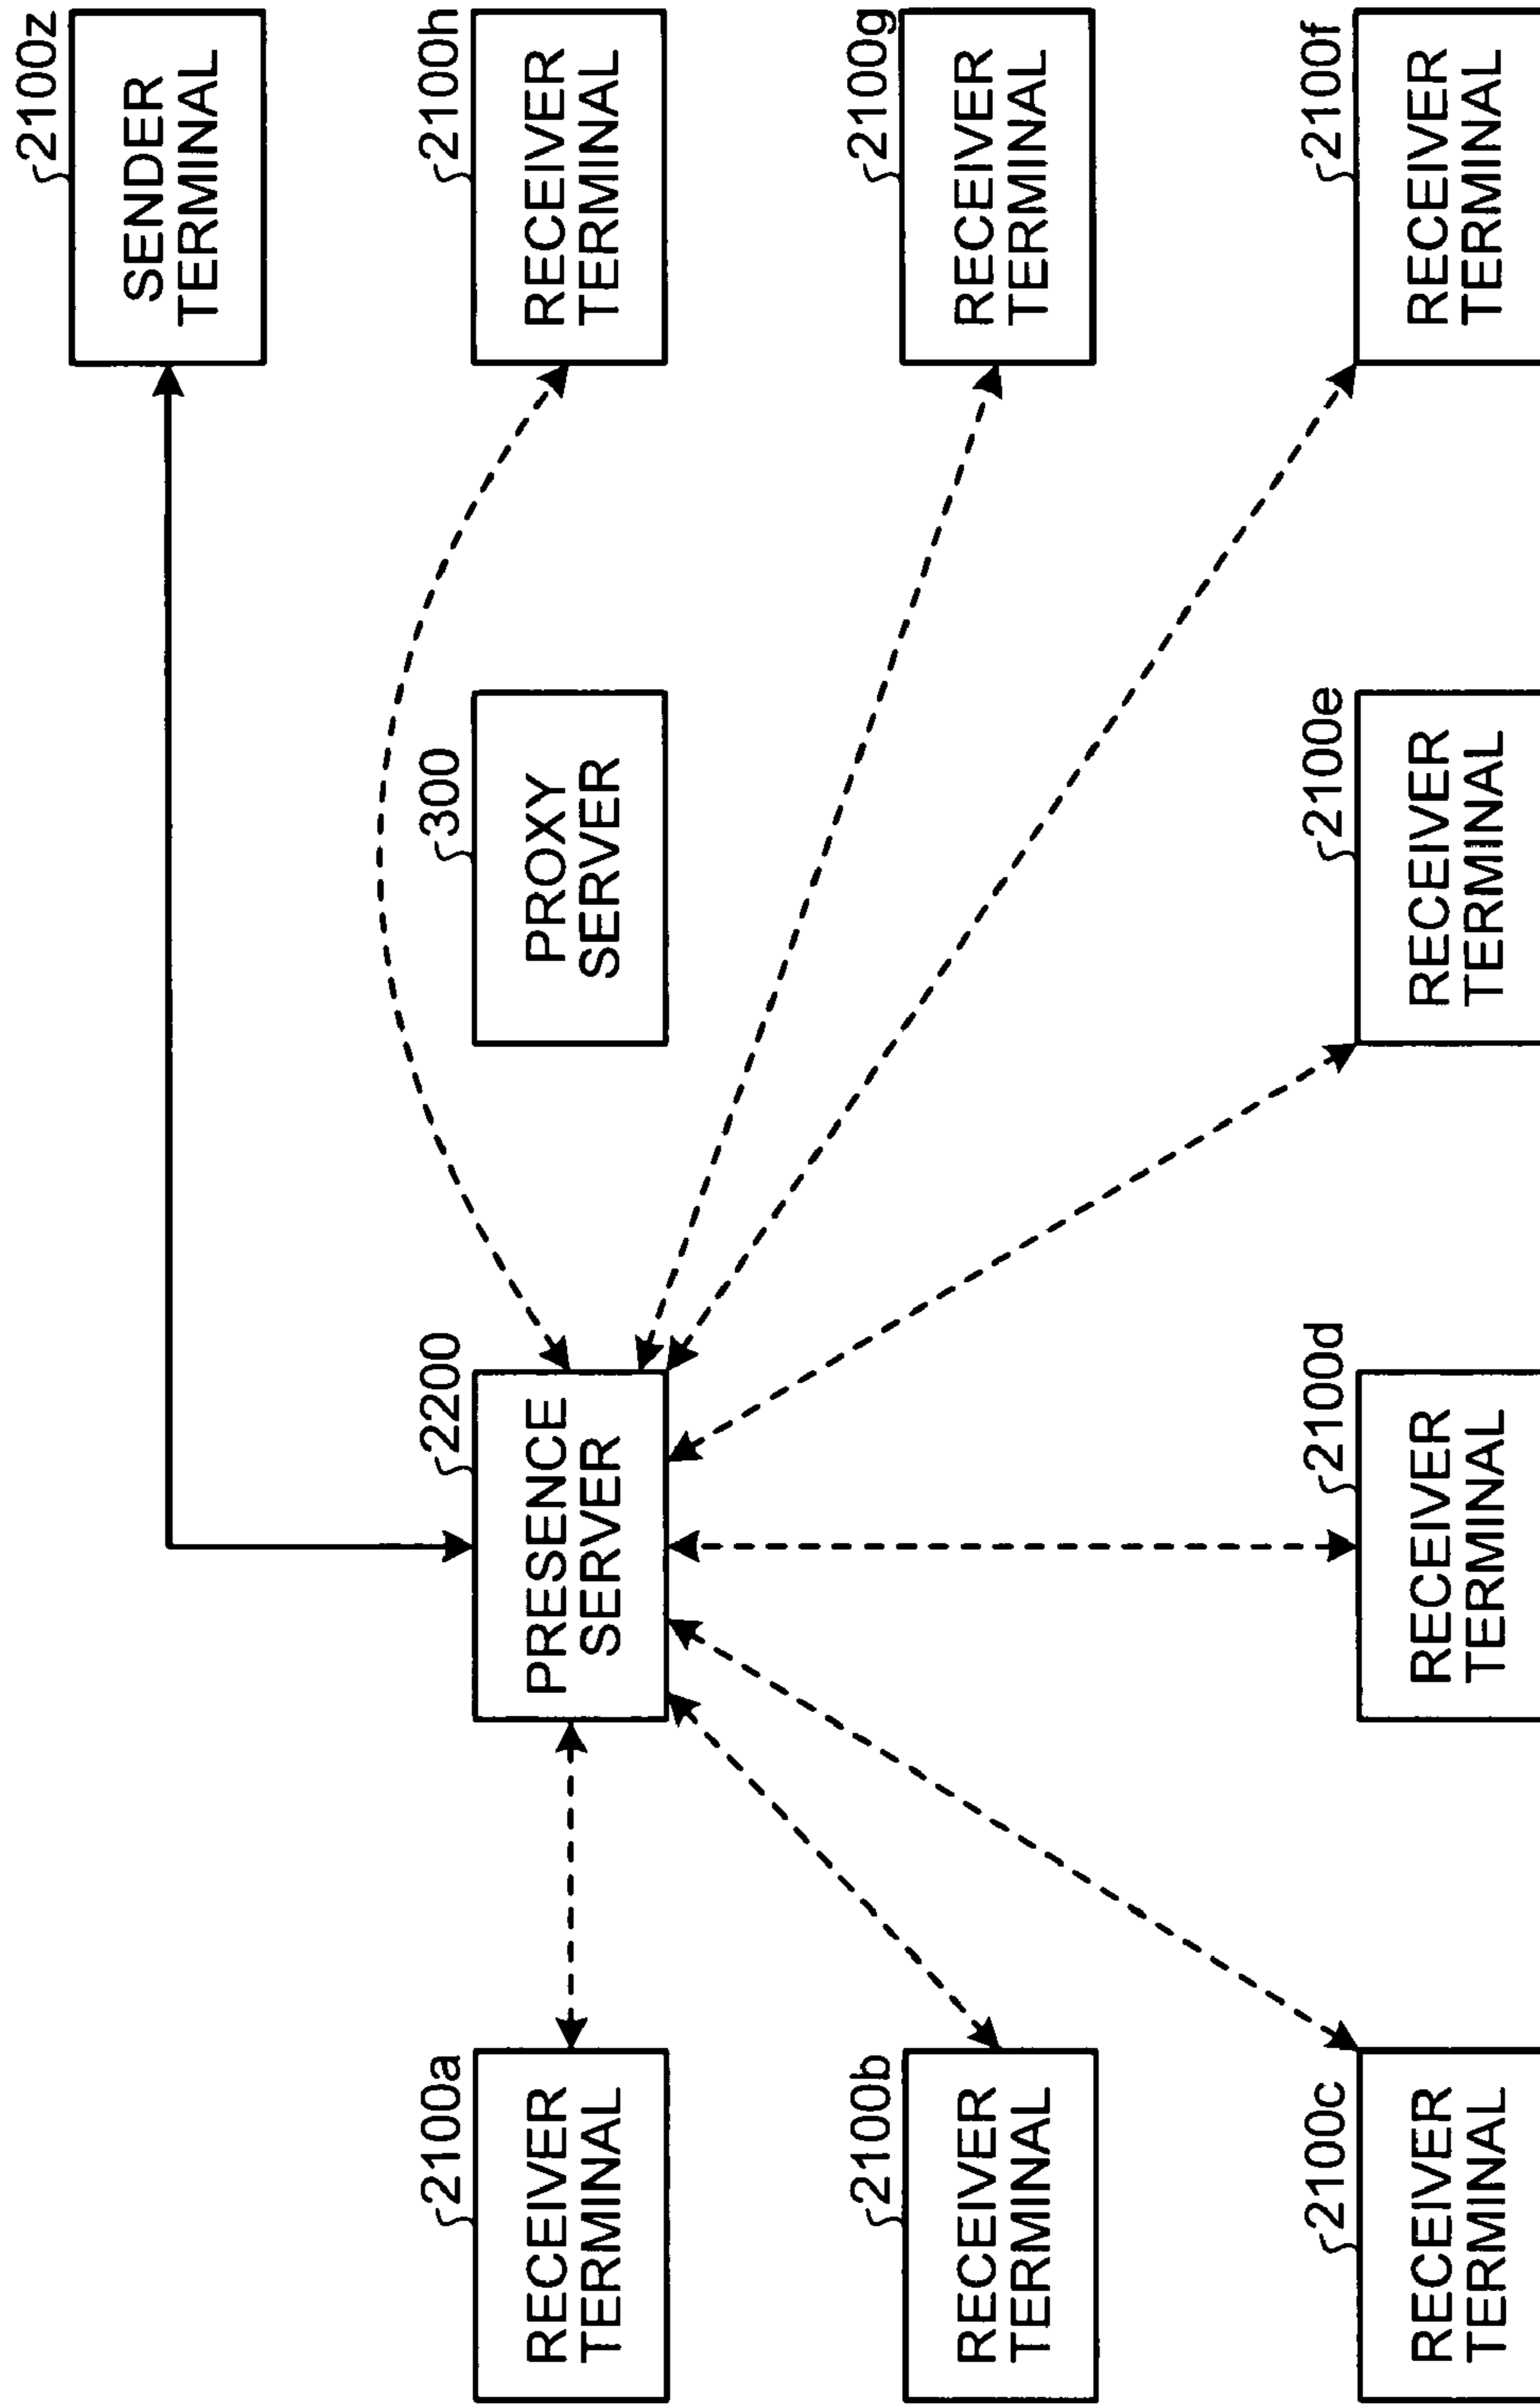 2100z
SENDER
TERMINAL
2100a
RECEIVER
TERMINAL
2200
PRESENCE
SERVER
300
PROXY
SERVER
2100h
RECEIVER
TERMINAL
2100b
RECEIVER
TERMINAL
2100g
RECEIVER
TERMINAL
2100c
RECEIVER
TERMINAL
2100d
RECEIVER
TERMINAL
2100e
RECEIVER
TERMINAL
2100f
RECEIVER
TERMINAL